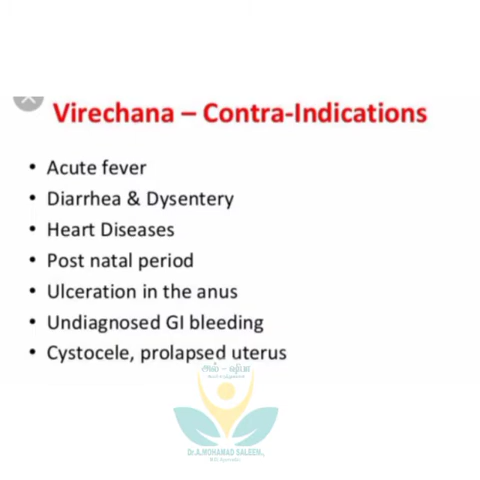 Virechana – Contra-Indications
• Acute fever
• Diarrhea & Dysentery
• Heart Diseases
• Post natal period
• Ulceration in the anus
• Undiagnosed GI bleeding
• Cystocele, prolapsed uterus
அல் – ஷிபா
Dr.A.MOHAMAD SALEEM.,